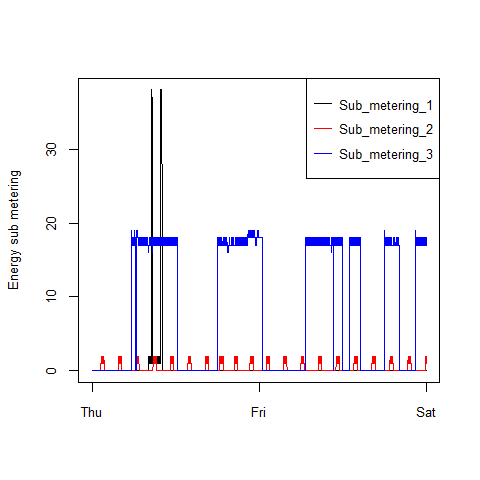 Sub_metering_1
Sub_metering_2
Sub_metering_3
Energy sub metering
30
20
10
0
Thu Fri Sat